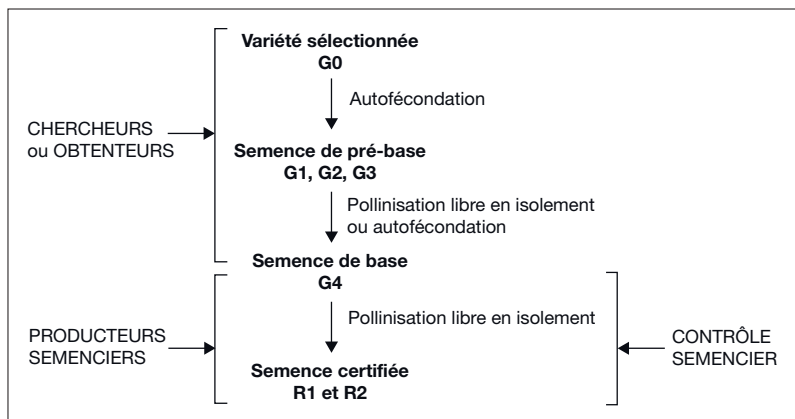 Variété sélectionnée
G0
Autofécondation
CHERCHEURS
ou OBTENTEURS
Semence de pré-base
G1, G2, G3
Pollinisation libre en isolement
ou autofécondation
Semence de base
G4
Pollinisation libre en isolement
PRODUCTEURS
SEMENCIERS
CONTRÔLE
SEMENCIER
Semence certifiée
R1 et R2